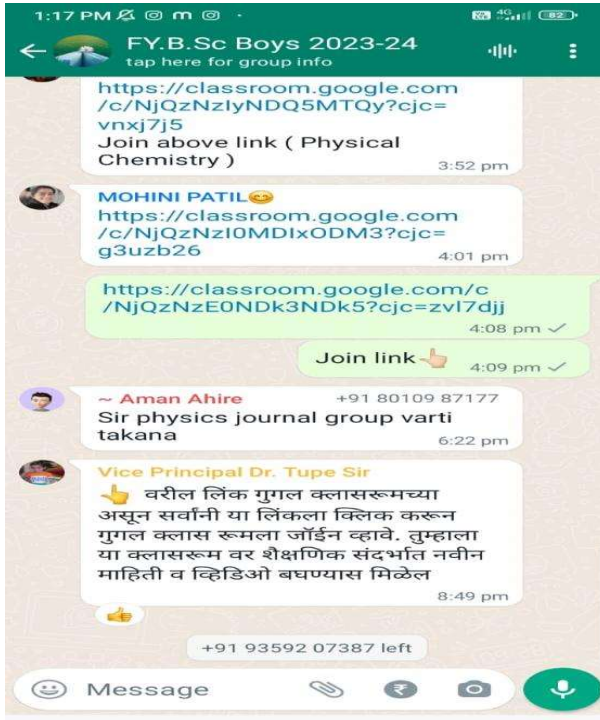 1:17 PM
4G
82
FY.B.Sc Boys 2023-24
tap here for group info
https://classroom.google.com
/c/NjQzNzIyNDQ5MTQy?cjc=
vnxj7j5
Join above link ( Physical
Chemistry )
3:52 pm
MOHINI PATIL😊
https://classroom.google.com
/c/NjQzNzI0MDIxODM3?cjc=
g3uzb26
4:01 pm
https://classroom.google.com/c
/NjQzNzE0NDk3NDk5?cjc=zvl7djj
4:08 pm
Join link👆🏻
4:09 pm
~ Aman Ahire +91 80109 87177
Sir physics journal group varti
takana
6:22 pm
Vice Principal Dr. Tupe Sir
👆 वरील लिंक गुगल क्लासरूमच्या
असून सर्वांनी या लिंकला क्लिक करून
गुगल क्लास रूमला जॉईन व्हावे. तुम्हाला
या क्लासरूम वर शैक्षणिक संदर्भात नवीन
माहिती व व्हिडिओ बघण्यास मिळेल
8:49 pm
+91 93592 07387 left
Message